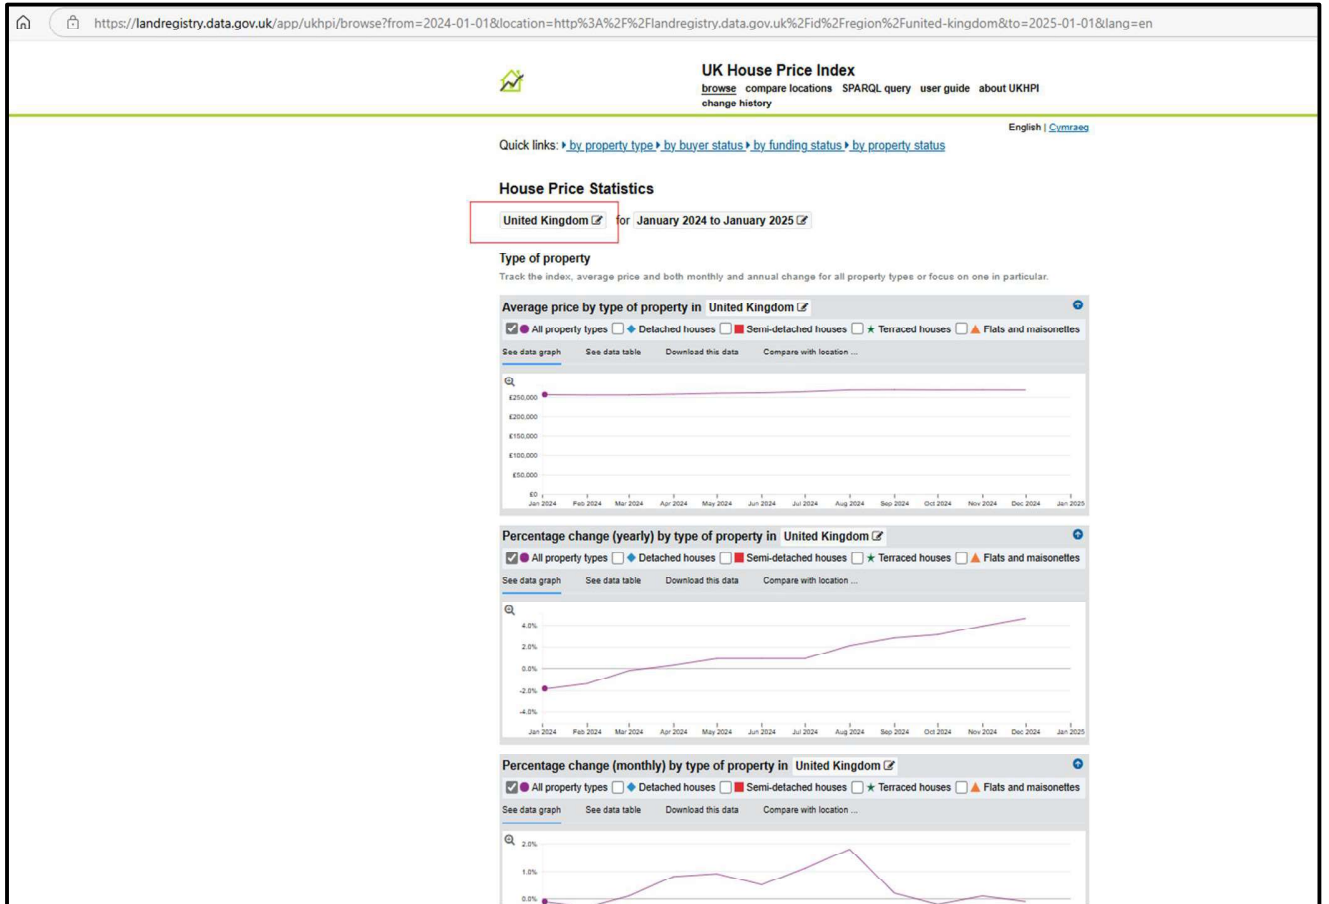 https://landregistry.data.gov.uk/app/ukhpi/browse?from=2024-01-01&location=http%3A%2F%2Flandregistry.data.gov.uk%2Fid%2Fregion%2Funited-kingdom&to=2025-01-01&lang=en
UK House Price Index
browse compare locations SPARQL query user guide about UKHPI
change history
English | Cymraeg
Quick links: by property type by buyer status by funding status by property status
House Price Statistics
United Kingdom for January 2024 to January 2025
Type of property
Track the index, average price and both monthly and annual change for all property types or focus on one in particular.
Average price by type of property in United Kingdom
All property types Detached houses Semi-detached houses Terraced houses Flats and maisonettes
See data graph See data table Download this data Compare with location ...
£250,000
£200,000
£150,000
£100,000
£50,000
£0
Jan 2024 Feb 2024 Mar 2024 Apr 2024 May 2024 Jun 2024 Jul 2024 Aug 2024 Sep 2024 Oct 2024 Nov 2024 Dec 2024 Jan 2025
Percentage change (yearly) by type of property in United Kingdom
All property types Detached houses Semi-detached houses Terraced houses Flats and maisonettes
See data graph See data table Download this data Compare with location ...
4.0%
2.0%
0.0%
-2.0%
-4.0%
Jan 2024 Feb 2024 Mar 2024 Apr 2024 May 2024 Jun 2024 Jul 2024 Aug 2024 Sep 2024 Oct 2024 Nov 2024 Dec 2024 Jan 2025
Percentage change (monthly) by type of property in United Kingdom
All property types Detached houses Semi-detached houses Terraced houses Flats and maisonettes
See data graph See data table Download this data Compare with location ...
2.0%
1.0%
0.0%